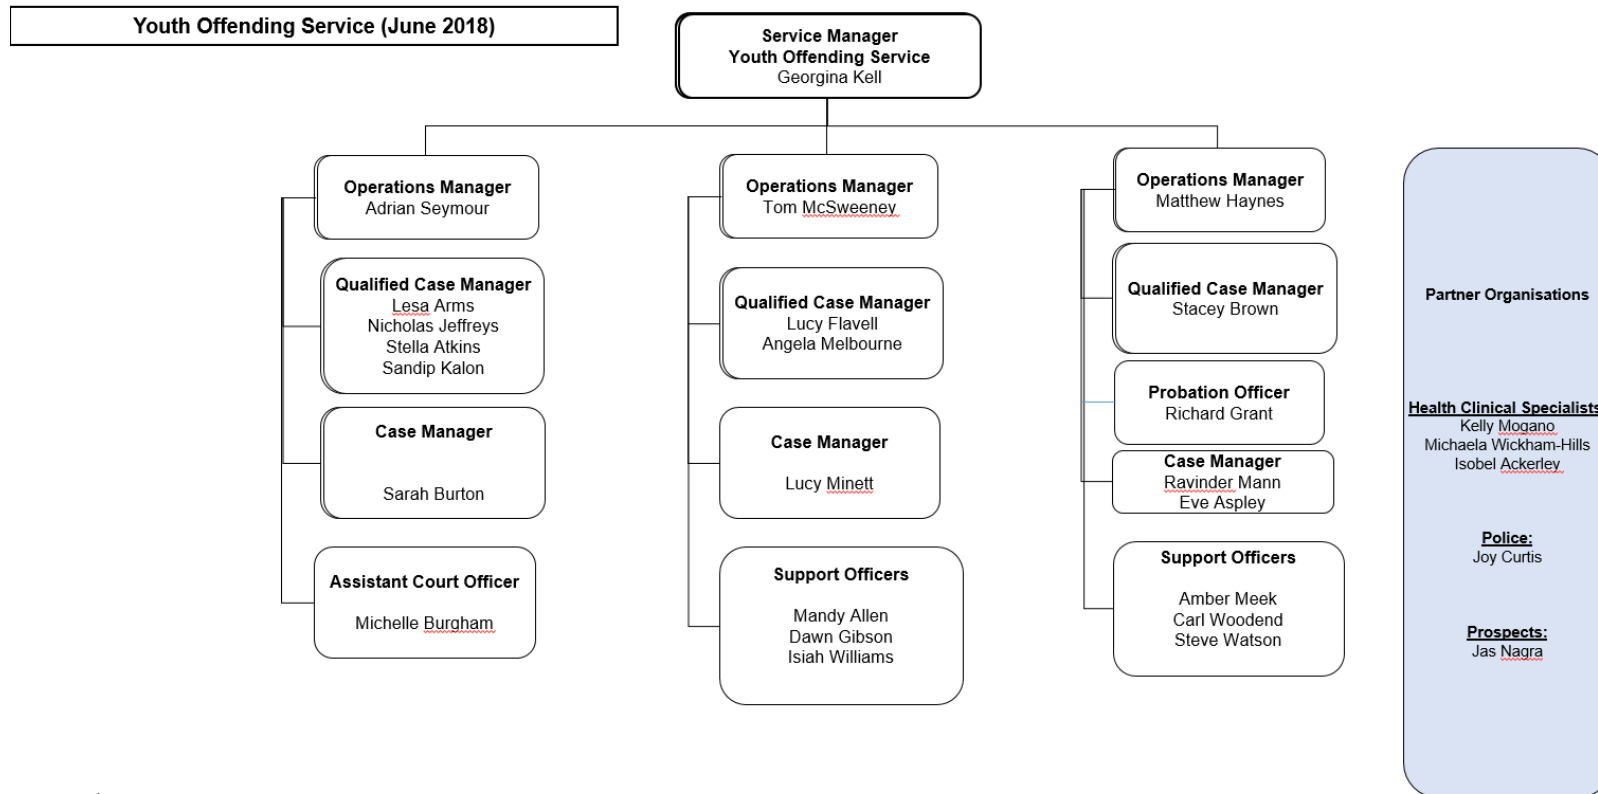 Youth Offending Service (June 2018)
Service Manager
Youth Offending Service
Georgina Kell
Operations Manager
Adrian Seymour
Qualified Case Manager
Lesa Arms
Nicholas Jeffreys
Stella Atkins
Sandip Kalon
Case Manager
Sarah Burton
Assistant Court Officer
Michelle Burgham
Operations Manager
Tom McSweeney
Qualified Case Manager
Lucy Flavell
Angela Melbourne
Case Manager
Lucy Minett
Support Officers
Mandy Allen
Dawn Gibson
Isiah Williams
Operations Manager
Matthew Haynes
Qualified Case Manager
Stacey Brown
Probation Officer
Richard Grant
Case Manager
Ravinder Mann
Eve Aspley
Support Officers
Amber Meek
Carl Woodend
Steve Watson
Partner Organisations
Health Clinical Specialists
Kelly Mogano
Michaela Wickham-Hills
Isobel Ackerley
Police:
Joy Curtis
Prospects:
Jas Nagra